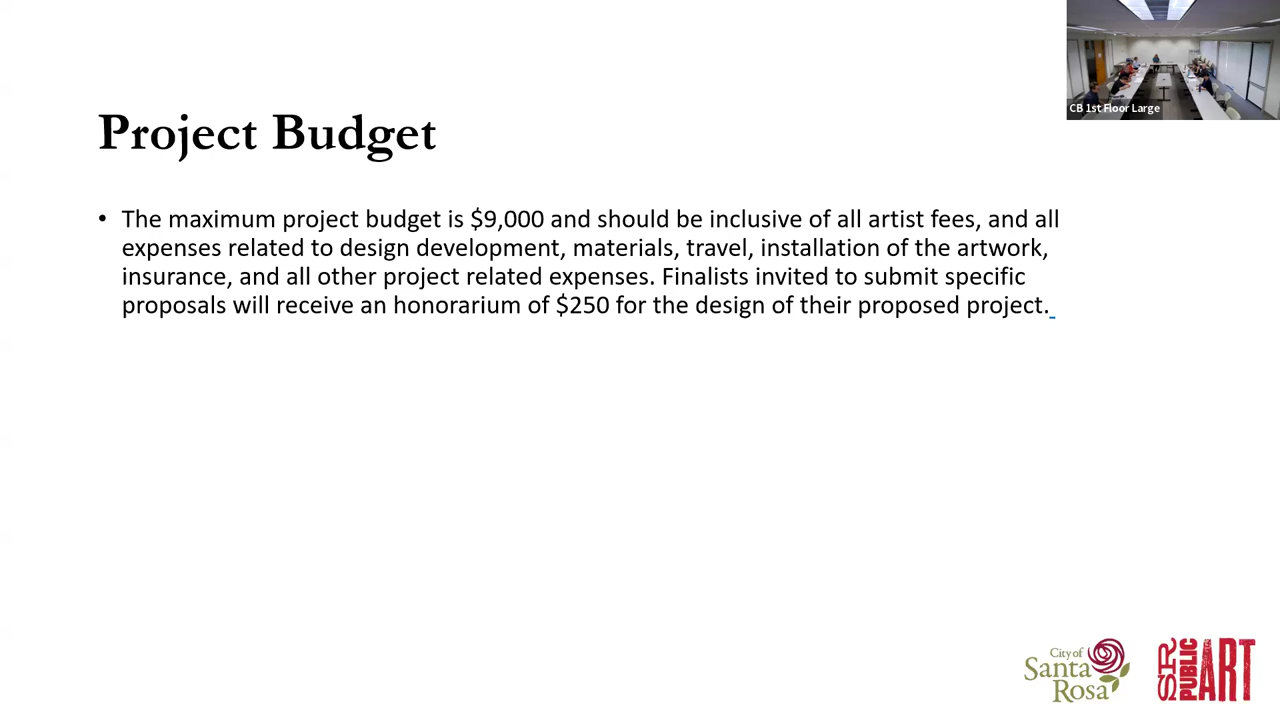 CB 1st Floor Large
Project Budget
• The maximum project budget is $9,000 and should be inclusive of all artist fees, and all
expenses related to design development, materials, travel, installation of the artwork,
insurance, and all other project related expenses. Finalists invited to submit specific
proposals will receive an honorarium of $250 for the design of their proposed project.
City of
Santa
Rosa
SR
PUBLIC
ART